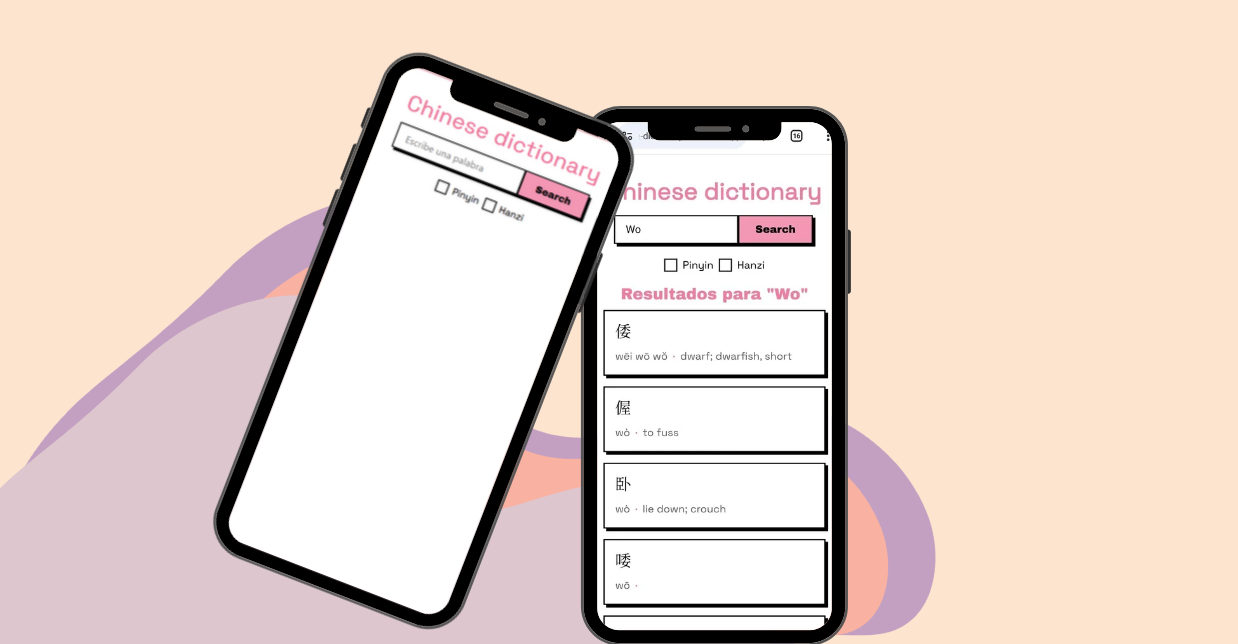 Chinese dictionary
Escribe una palabra
Search
Pinyin Hanzi
16
hinese dictionary
Wo
Search
Pinyin Hanzi
Resultados para "Wo"
倭
wēi wō wǒ · dwarf; dwarfish, short
偓
wò · to fuss
卧
wò · lie down; crouch
唩
wō ·